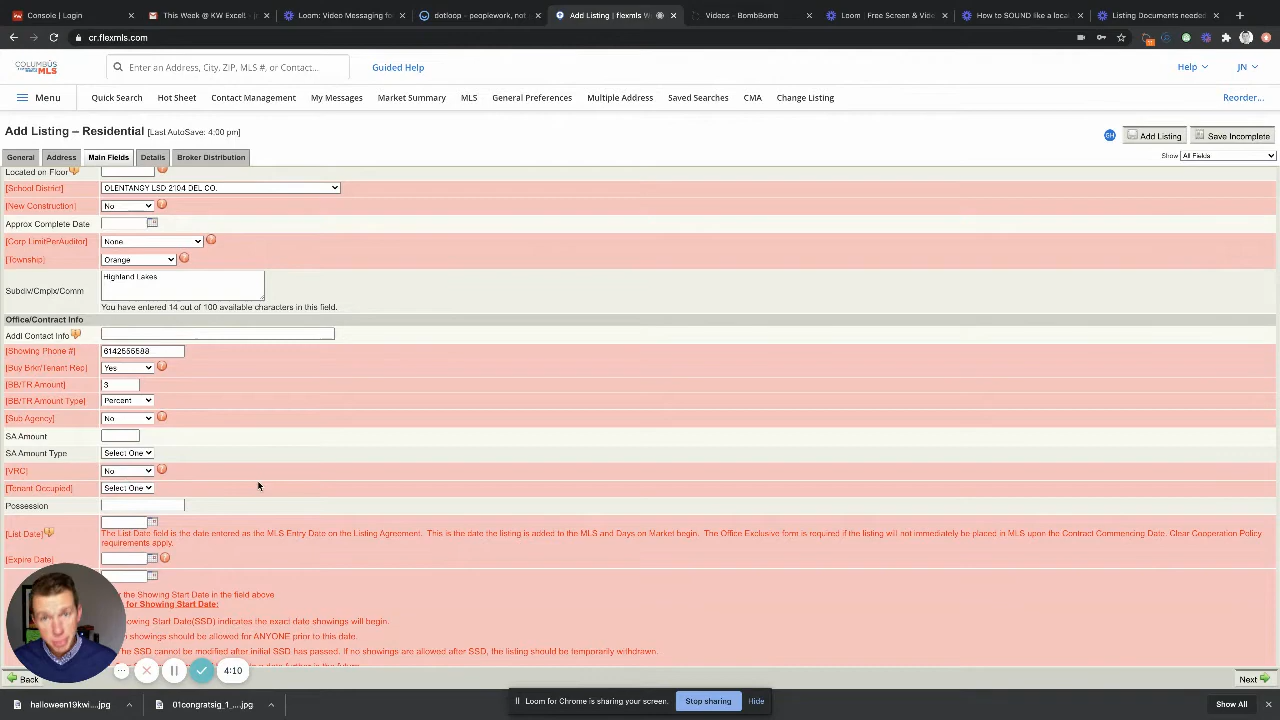 Console | Login
This Week @ KW Excel:
Loom: Video Messaging fo
dotloop - peoplework, not
Add Listing | flexmls W
Videos - BombBomb
Loom - Free Screen & Vide
How to SOUND like a loca
Listing Documents needed
cr.flexmls.com
COLUMBUS
MLS
Enter an Address, City, ZIP, MLS #, or Contact...
Guided Help
Help
JN
Menu
Quick Search
Hot Sheet
Contact Management
My Messages
Market Summary
MLS
General Preferences
Multiple Address
Saved Searches
CMA
Change Listing
Reorder...
Add Listing – Residential [Last AutoSave: 4:00 pm]
Add Listing
Save Incomplete
General
Address
Main Fields
Details
Broker Distribution
Show All Fields
Located on Floor
[School District] OLENTANGY LSD 2104 DEL CO.
[New Construction] No
Approx Complete Date
[Corp LimitPerAuditor] None
[Township] Orange
Subdiv/Cmplx/Comm Highland Lakes
You have entered 14 out of 100 available characters in this field.
Office/Contract Info
Addl Contact Info
[Showing Phone #] 6142555588
[Buy Brkr/Tenant Rep] Yes
[BB/TR Amount] 3
[BB/TR Amount Type] Percent
[Sub Agency] No
SA Amount
SA Amount Type Select One
[VRC] No
[Tenant Occupied] Select One
Possession
[List Date]
The List Date field is the date entered as the MLS Entry Date on the Listing Agreement. This is the date the listing is added to the MLS and Days on Market begin. The Office Exclusive form is required if the listing will not immediately be placed in MLS upon the Contract Commencing Date. Clear Cooperation Policy
requirements apply.
[Expire Date]
the Showing Start Date in the field above
for Showing Start Date:
owing Start Date(SSD) indicates the exact date showings will begin.
showings should be allowed for ANYONE prior to this date.
the SSD cannot be modified after initial SSD has passed. If no showings are allowed after SSD, the listing should be temporarily withdrawn.
4:10
Back
Next
Loom for Chrome is sharing your screen.
Stop sharing
Hide
halloween19kwi....jpg
01congratsig_1_....jpg
Show All